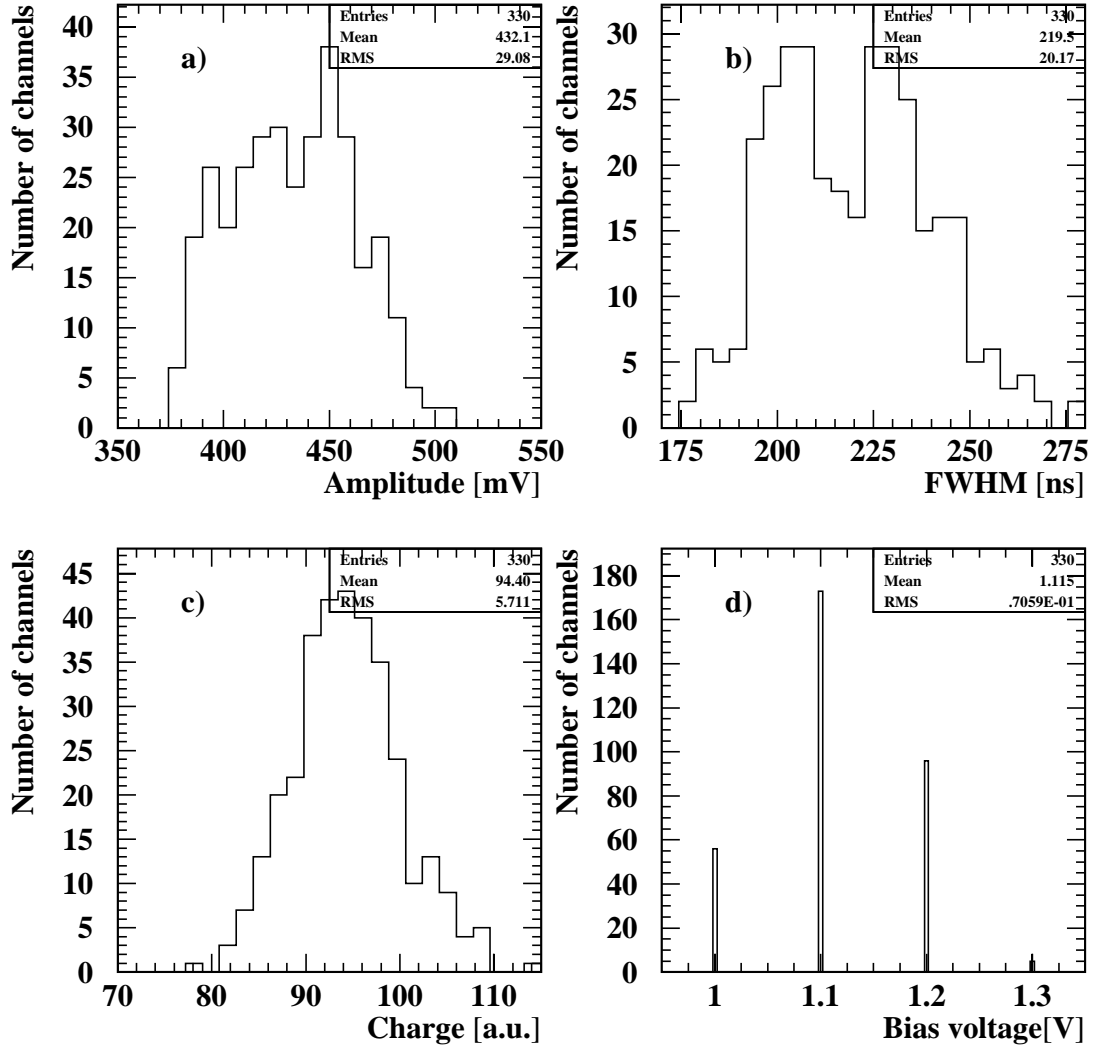 a)
Entries 330
Mean 432.1
RMS 29.08
Number of channels
40
35
30
25
20
15
10
5
0
350 400 450 500 550
Amplitude [mV]
b)
Entries 330
Mean 219.5
RMS 20.17
Number of channels
30
25
20
15
10
5
0
175 200 225 250 275
FWHM [ns]
c)
Entries 330
Mean 94.40
RMS 5.711
Number of channels
45
40
35
30
25
20
15
10
5
0
70 80 90 100 110
Charge [a.u.]
d)
Entries 330
Mean 1.115
RMS .7059E-01
Number of channels
180
160
140
120
100
80
60
40
20
0
1 1.1 1.2 1.3
Bias voltage[V]